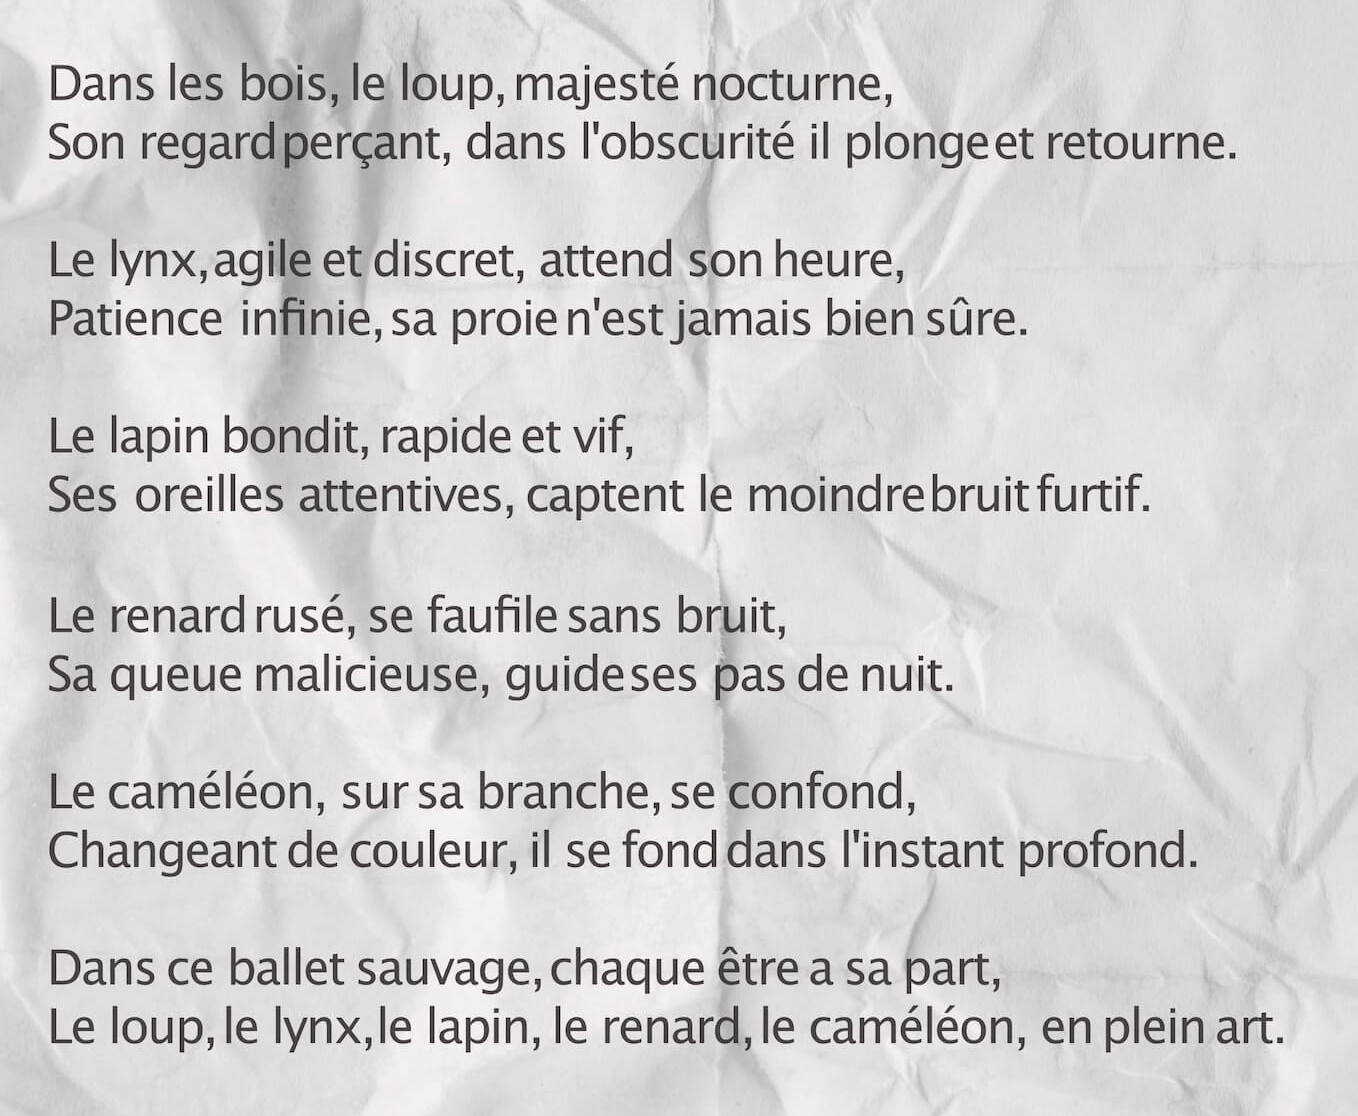 Dans les bois, le loup, majesté nocturne,
Son regard perçant, dans l'obscurité il plonge et retourne.
Le lynx, agile et discret, attend son heure,
Patience infinie, sa proie n'est jamais bien sûre.
Le lapin bondit, rapide et vif,
Ses oreilles attentives, captent le moindre bruit furtif.
Le renard rusé, se faufile sans bruit,
Sa queue malicieuse, guide ses pas de nuit.
Le caméléon, sur sa branche, se confond,
Changeant de couleur, il se fond dans l'instant profond.
Dans ce ballet sauvage, chaque être a sa part,
Le loup, le lynx, le lapin, le renard, le caméléon, en plein art.